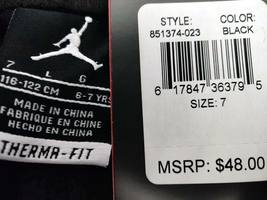 7 L G
116-122 CM 6-7 YRS
MADE IN CHINA
FABRIQUE EN CHINE
HECHO EN CHINA
THERMA-FIT
STYLE: COLOR:
851374-023 BLACK
6 17847 36379 5
SIZE: 7
MSRP: $48.00